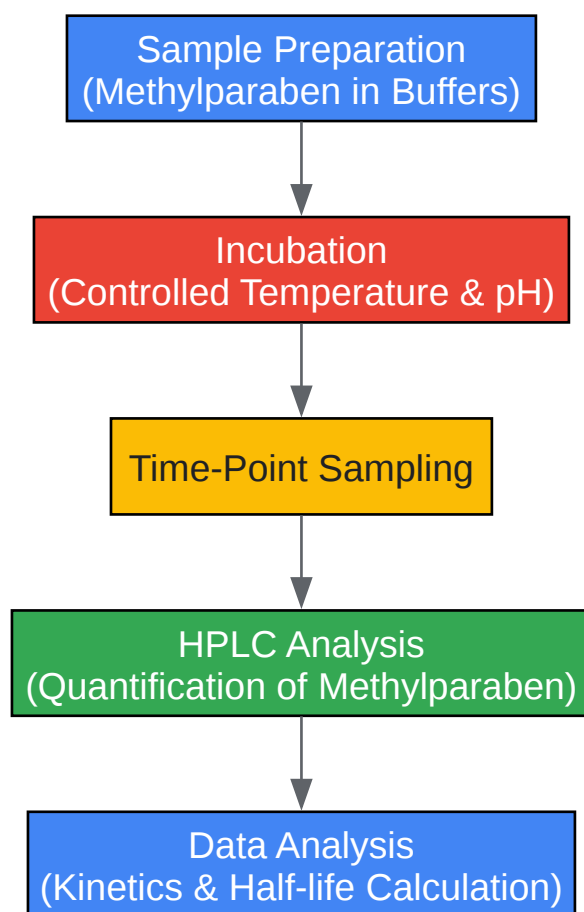 Sample Preparation
(Methylparaben in Buffers)
Incubation
(Controlled Temperature & pH)
Time-Point Sampling
HPLC Analysis
(Quantification of Methylparaben)
Data Analysis
(Kinetics & Half-life Calculation)